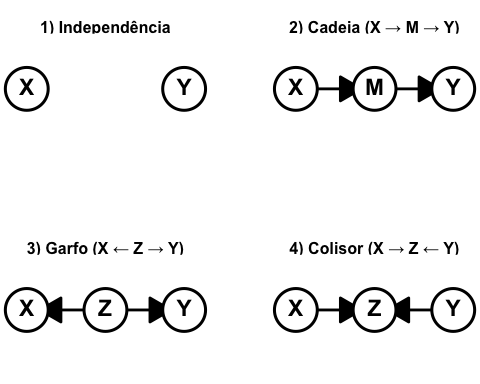 1) Independência
2) Cadeia (X → M → Y)
X Y
X M Y
3) Garfo (X ← Z → Y)
4) Colisor (X → Z ← Y)
X Z Y
X Z Y